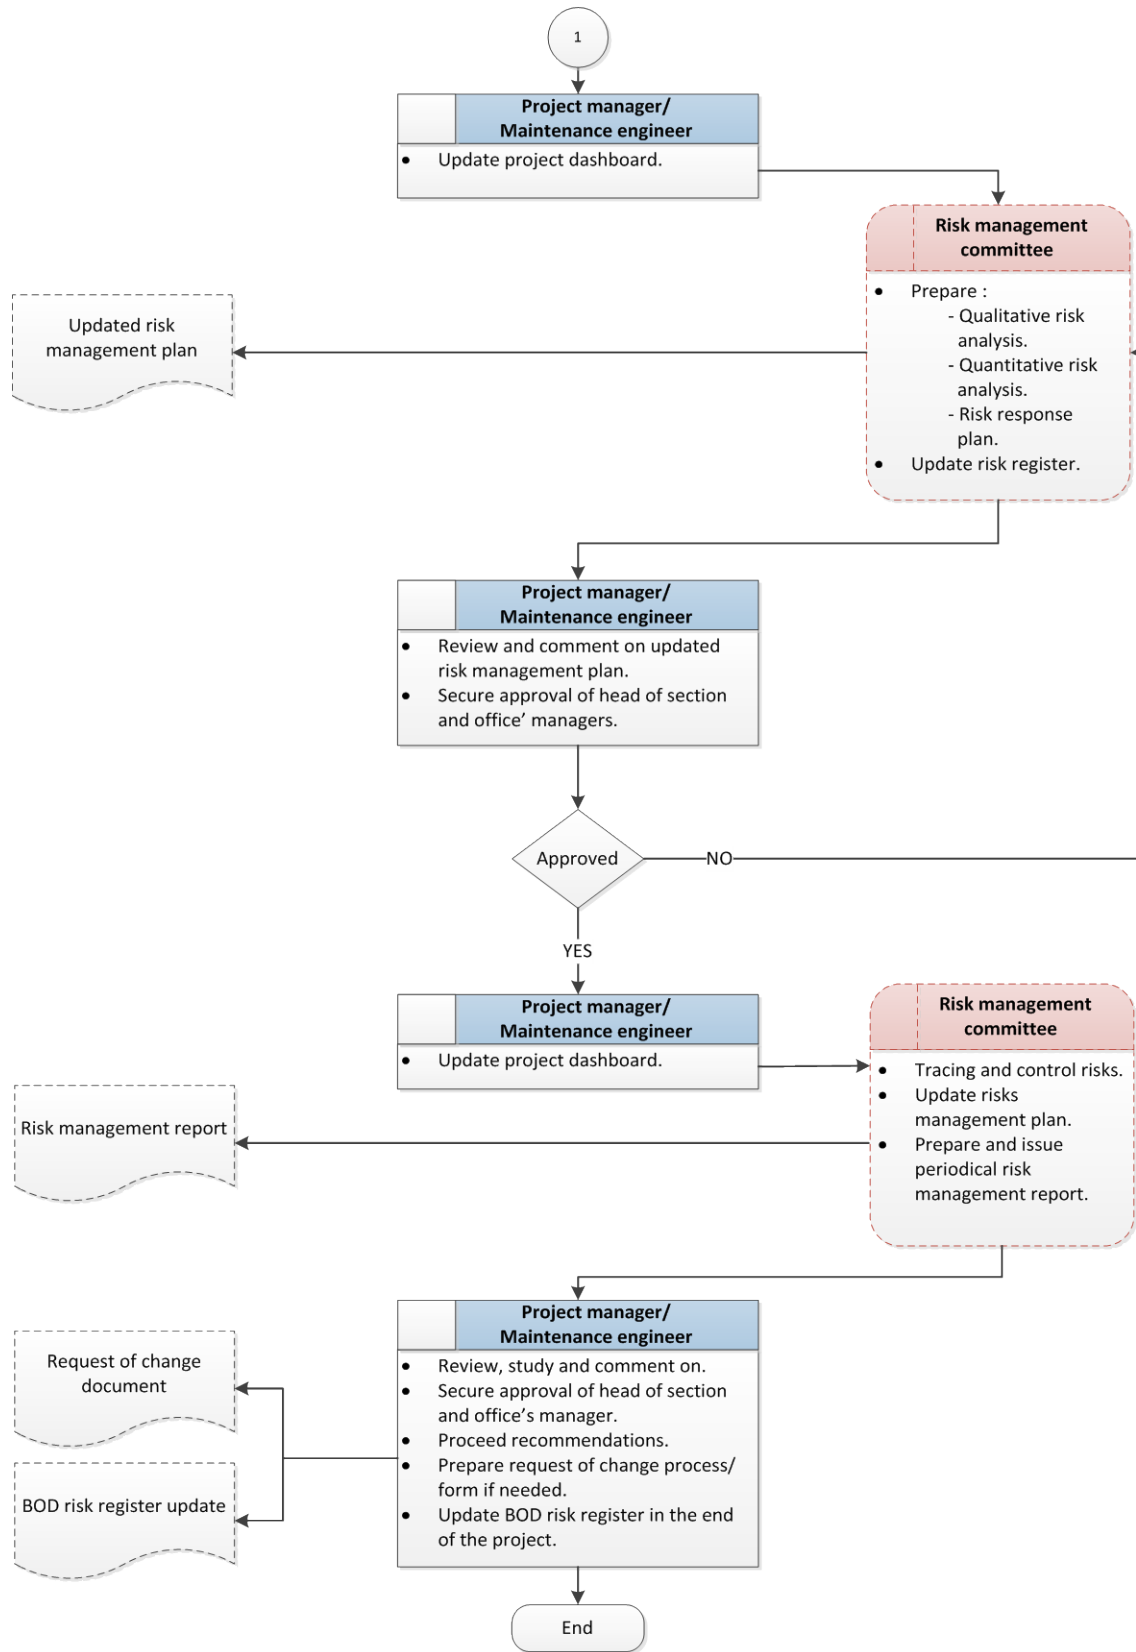 1
Project manager/
Maintenance engineer
• Update project dashboard.
Risk management
committee
• Prepare :
- Qualitative risk
analysis.
- Quantitative risk
analysis.
- Risk response
plan.
• Update risk register.
Updated risk
management plan
Project manager/
Maintenance engineer
• Review and comment on updated
risk management plan.
• Secure approval of head of section
and office’ managers.
Approved
NO
YES
Project manager/
Maintenance engineer
• Update project dashboard.
Risk management
committee
• Tracing and control risks.
• Update risks
management plan.
• Prepare and issue
periodical risk
management report.
Risk management report
Project manager/
Maintenance engineer
• Review, study and comment on.
• Secure approval of head of section
and office’s manager.
• Proceed recommendations.
• Prepare request of change process/
form if needed.
• Update BOD risk register in the end
of the project.
Request of change
document
BOD risk register update
End